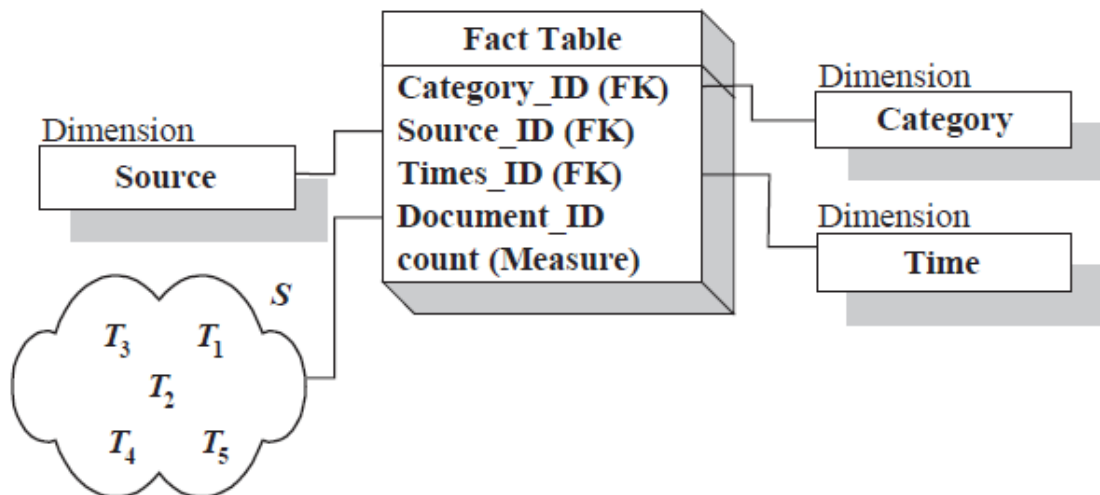 Fact Table
Category_ID (FK)
Source_ID (FK)
Times_ID (FK)
Document_ID
count (Measure)
Dimension
Source
Dimension
Category
Dimension
Time
S
T3
T1
T2
T4
T5